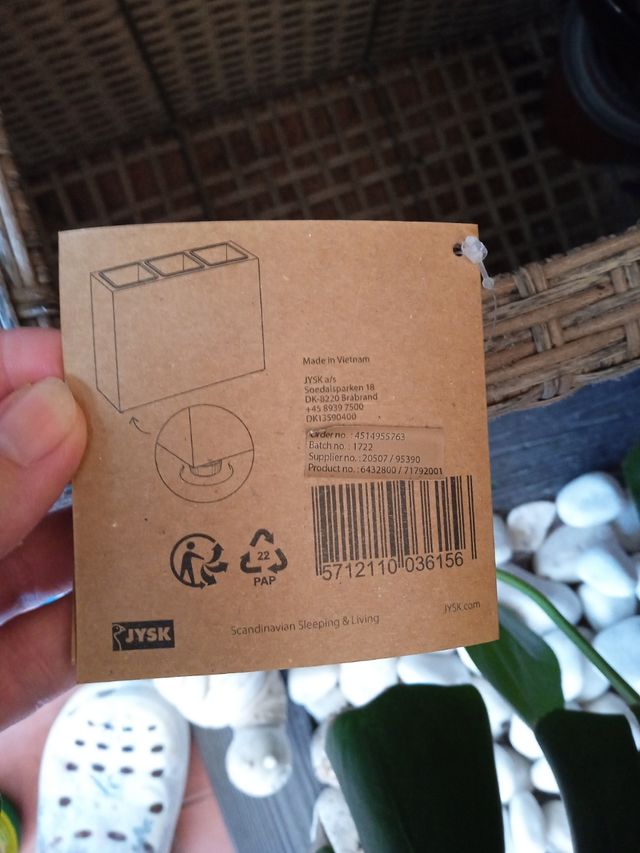 Made in Vietnam
JYSK a/s
Soedalsparken 18
DK-8220 Brabrand
+45 8939 7500
DK13590400
Order no. : 4514955763
Batch no. : 1722
Supplier no. : 20507 / 95390
Product no. : 6432800 / 71792001
5712110 036156
22
PAP
JYSK
Scandinavian Sleeping & Living
JYSK.com